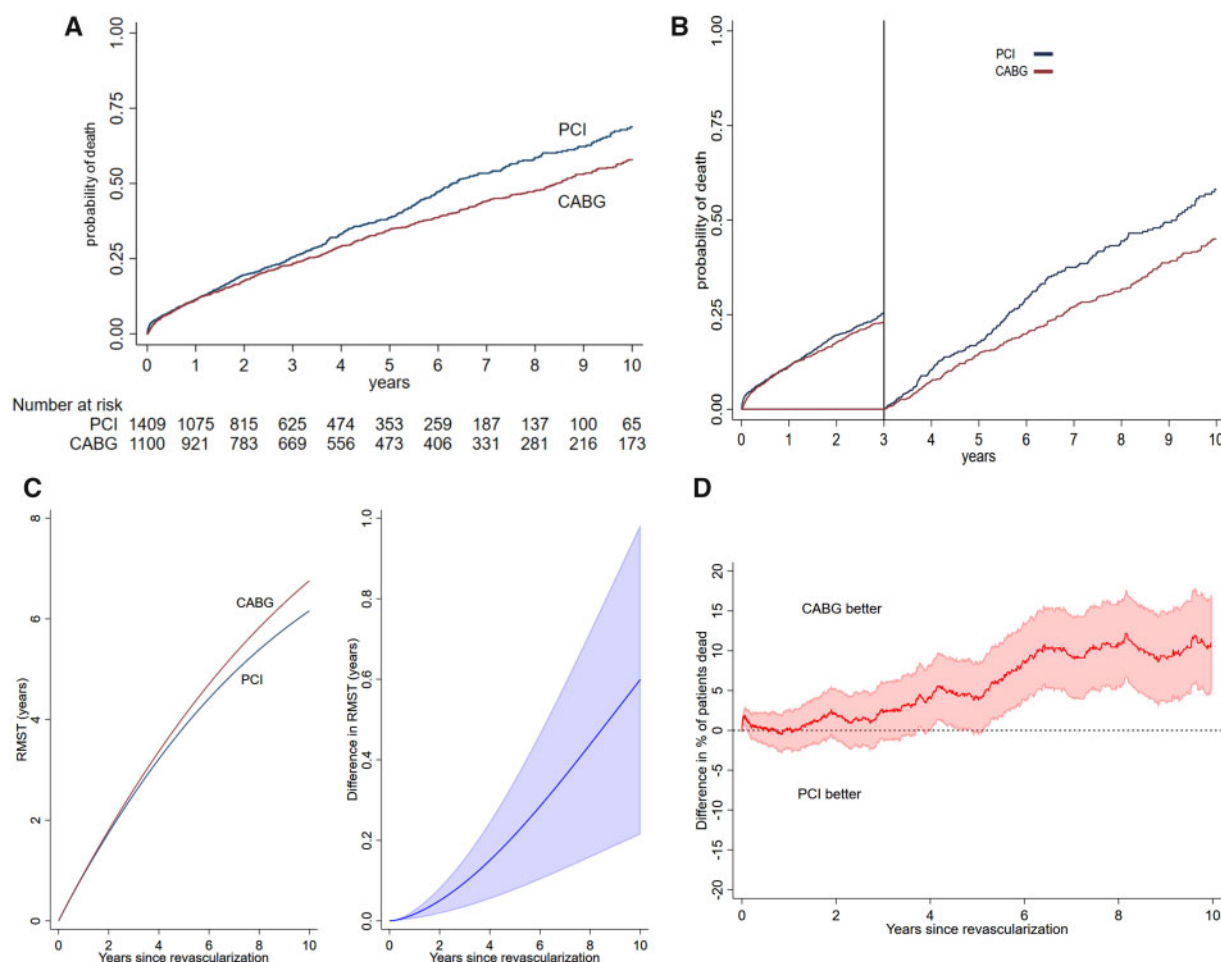 A
probability of death
1.00
0.75
0.50
0.25
0.00
PCI
CABG
0 1 2 3 4 5 6 7 8 9 10
years
Number at risk
PCI 1409 1075 815 625 474 353 259 187 137 100 65
CABG 1100 921 783 669 556 473 406 331 281 216 173
B
probability of death
1.00
0.75
0.50
0.25
0.00
PCI
CABG
0 1 2 3 4 5 6 7 8 9 10
years
C
RMST (years)
8
6
4
2
0
CABG
PCI
0 2 4 6 8 10
Years since revascularization
Difference in RMST (years)
1.0
0.8
0.6
0.4
0.2
0.0
0 2 4 6 8 10
Years since revascularization
D
Difference in % of patients dead
20
15
10
5
0
-5
-10
-15
-20
CABG better
PCI better
0 2 4 6 8 10
Years since revascularization